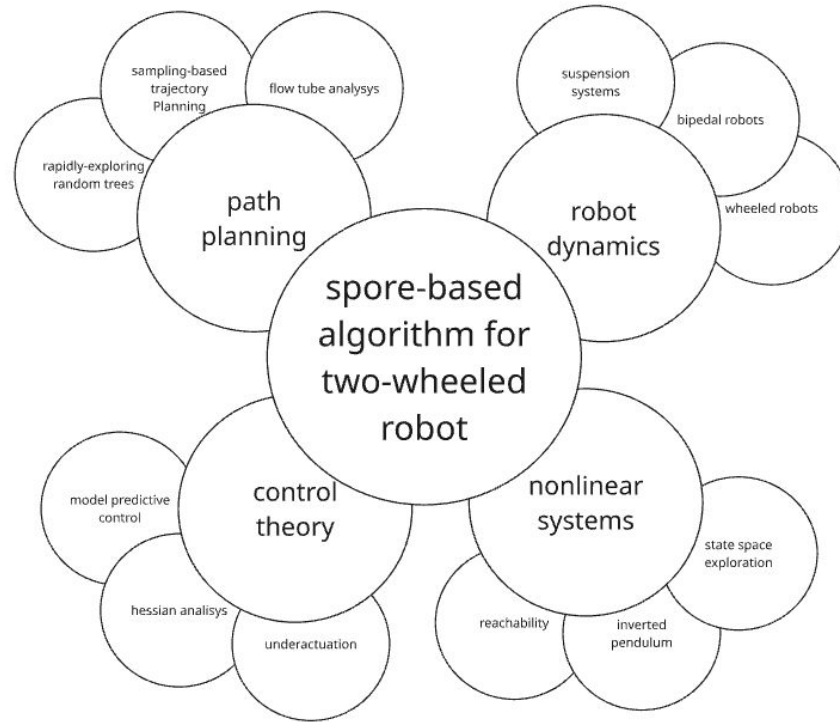 sampling-based
trajectory
Planning
flow tube analysys
rapidly-exploring
random trees
path
planning
suspension
systems
bipedal robots
wheeled robots
robot
dynamics
spore-based
algorithm for
two-wheeled
robot
model predictive
control
hessian analisys
underactuation
control
theory
nonlinear
systems
state space
exploration
reachability
inverted
pendulum